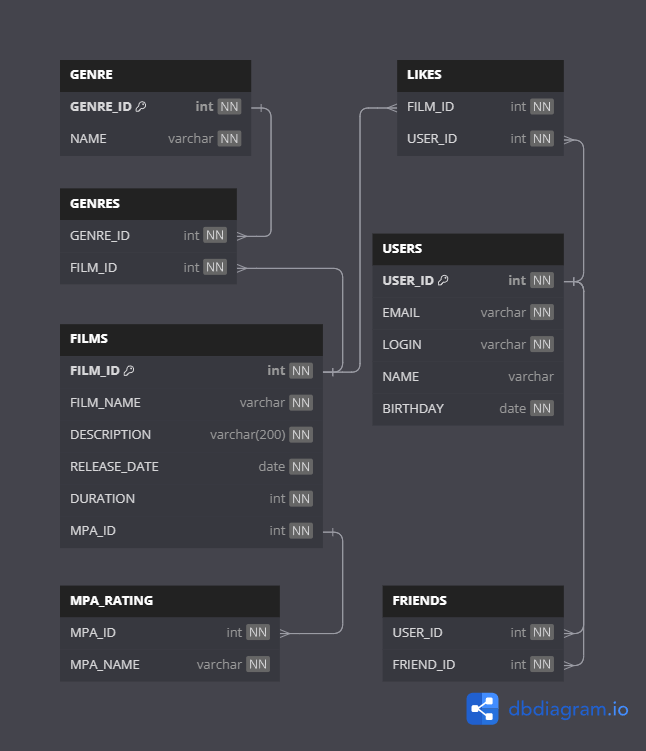 GENRE
GENRE_ID int NN
NAME varchar NN
GENRES
GENRE_ID int NN
FILM_ID int NN
FILMS
FILM_ID int NN
FILM_NAME varchar NN
DESCRIPTION varchar(200) NN
RELEASE_DATE date NN
DURATION int NN
MPA_ID int NN
MPA_RATING
MPA_ID int NN
MPA_NAME varchar NN
LIKES
FILM_ID int NN
USER_ID int NN
USERS
USER_ID int NN
EMAIL varchar NN
LOGIN varchar NN
NAME varchar
BIRTHDAY date NN
FRIENDS
USER_ID int NN
FRIEND_ID int NN
dbdiagram.io